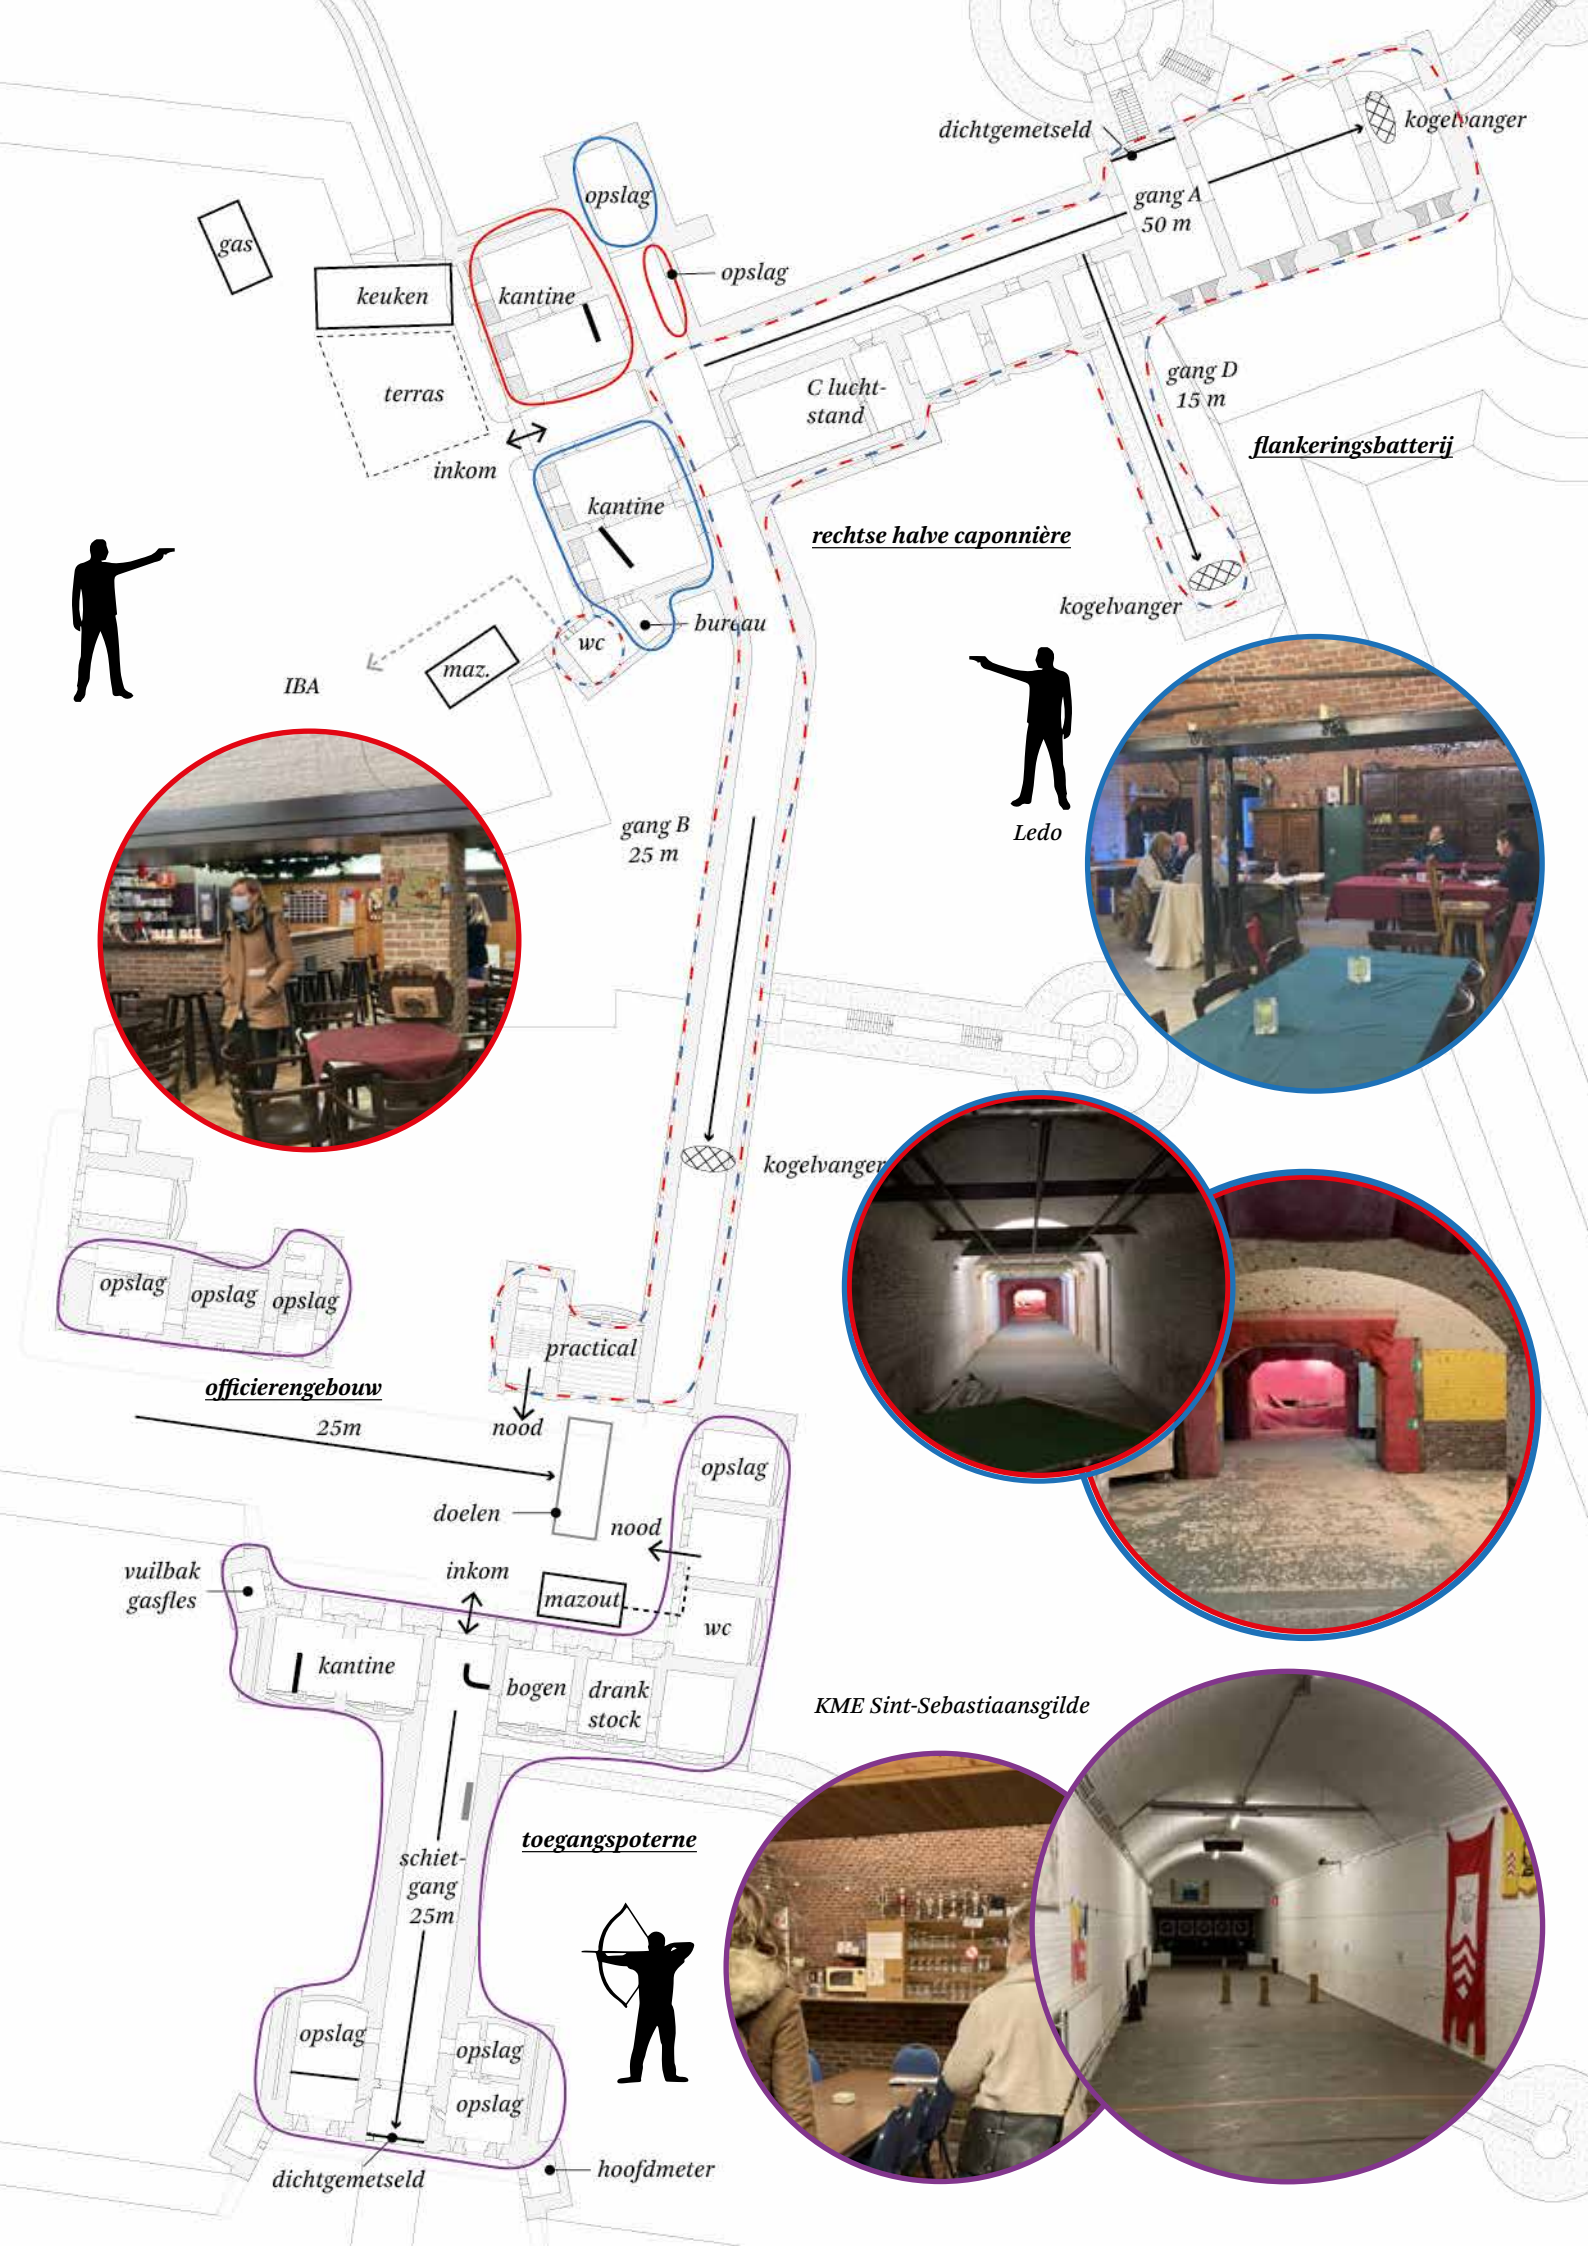 dichtgemetseld
kogelvanger
opslag
gang A
50 m
gas
opslag
keuken
kantine
terras
C lucht-
stand
gang D
15 m
flankeringsbatterij
inkom
kantine
rechtse halve caponnière
kogelvanger
bureau
wc
maz.
IBA
gang B
25 m
Ledo
kogelvanger
opslag
opslag
opslag
practical
officierengebouw
25m
nood
opslag
doelen
nood
vuilbak
gasfles
inkom
mazout
wc
kantine
bogen
drank
stock
KME Sint-Sebastiaansgilde
toegangspoterne
schiet-
gang
25m
opslag
opslag
opslag
dichtgemetseld
hoofdmeter